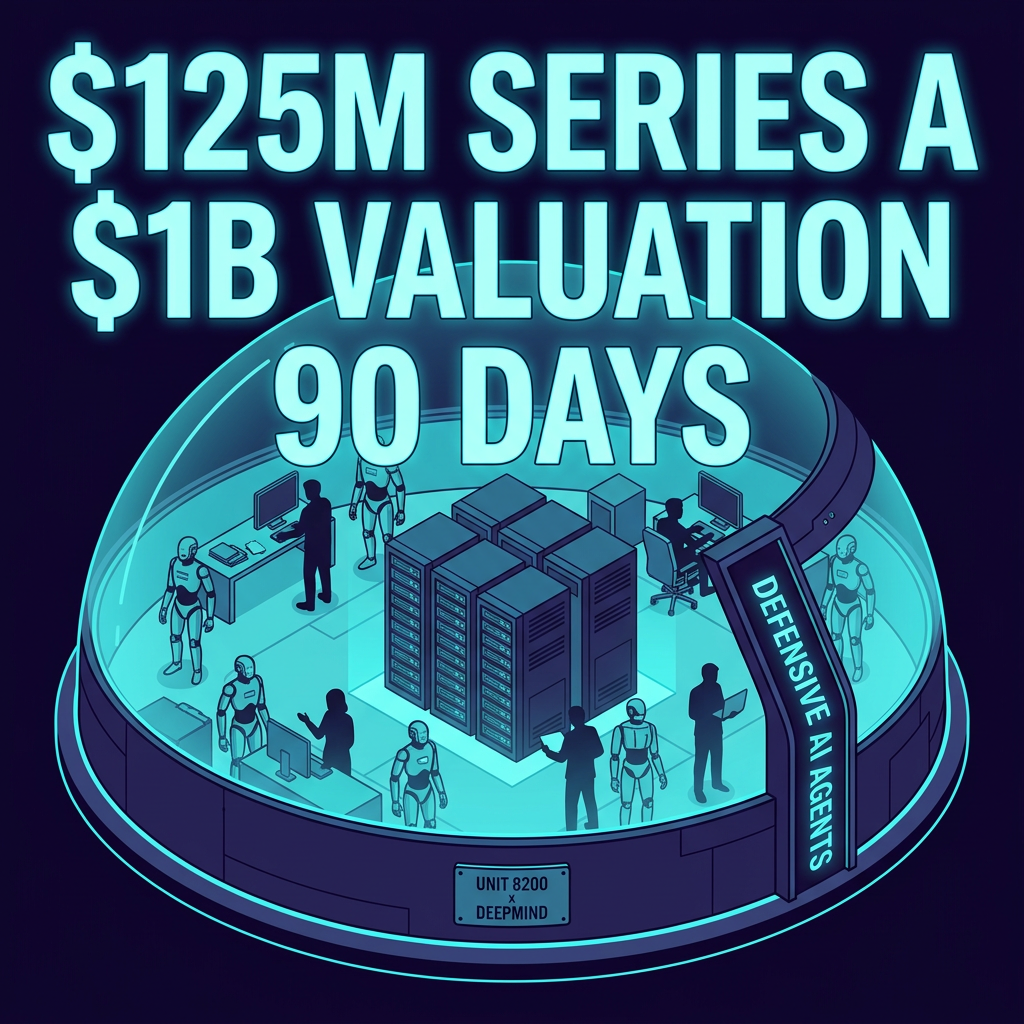 $125M SERIES A
$1B VALUATION
90 DAYS
DEFENSIVE AI AGENTS
UNIT 8200
x
DEEPMIND